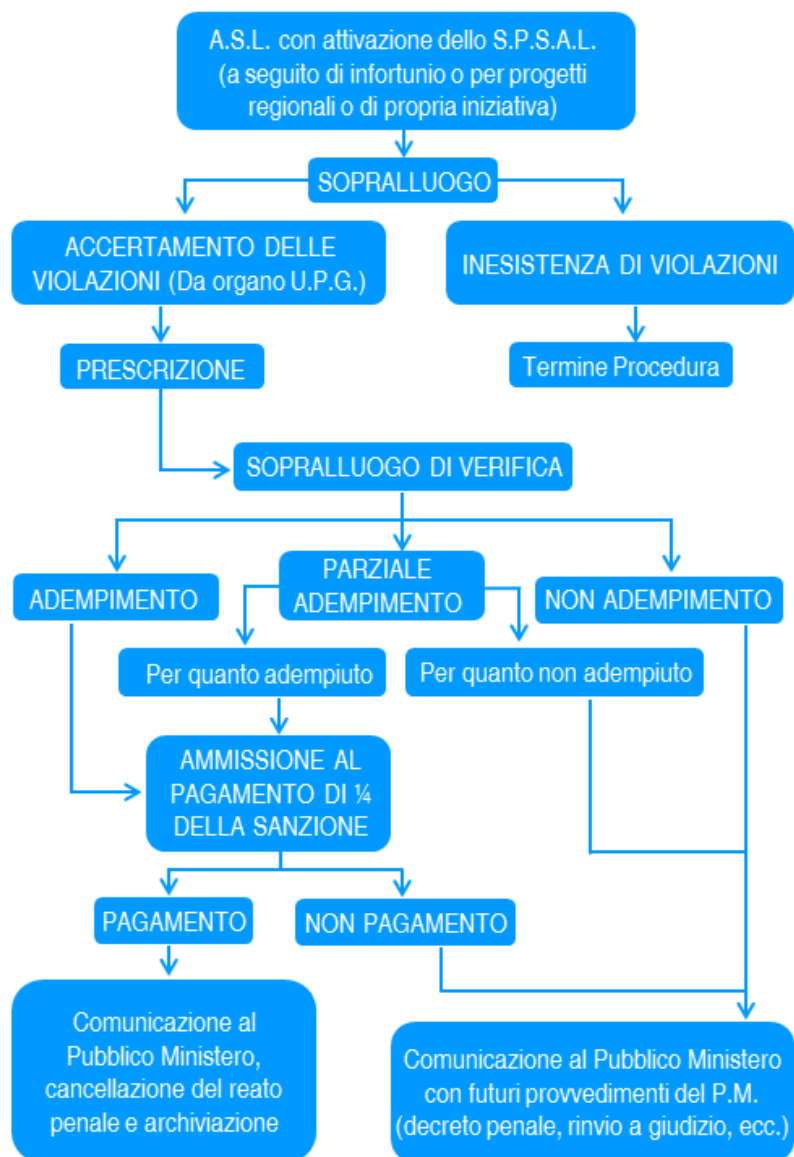 A.S.L. con attivazione dello S.P.S.A.L.
(a seguito di infortunio o per progetti
regionali o di propria iniziativa)
SOPRALLUOGO
ACCERTAMENTO DELLE
VIOLAZIONI (Da organo U.P.G.)
INESISTENZA DI VIOLAZIONI
PRESCRIZIONE
Termine Procedura
SOPRALLUOGO DI VERIFICA
ADEMPIMENTO
PARZIALE
ADEMPIMENTO
NON ADEMPIMENTO
Per quanto adempiuto
Per quanto non adempiuto
AMMISSIONE AL
PAGAMENTO DI ¼
DELLA SANZIONE
PAGAMENTO
NON PAGAMENTO
Comunicazione al
Pubblico Ministero,
cancellazione del reato
penale e archiviazione
Comunicazione al Pubblico Ministero
con futuri provvedimenti del P.M.
(decreto penale, rinvio a giudizio, ecc.)